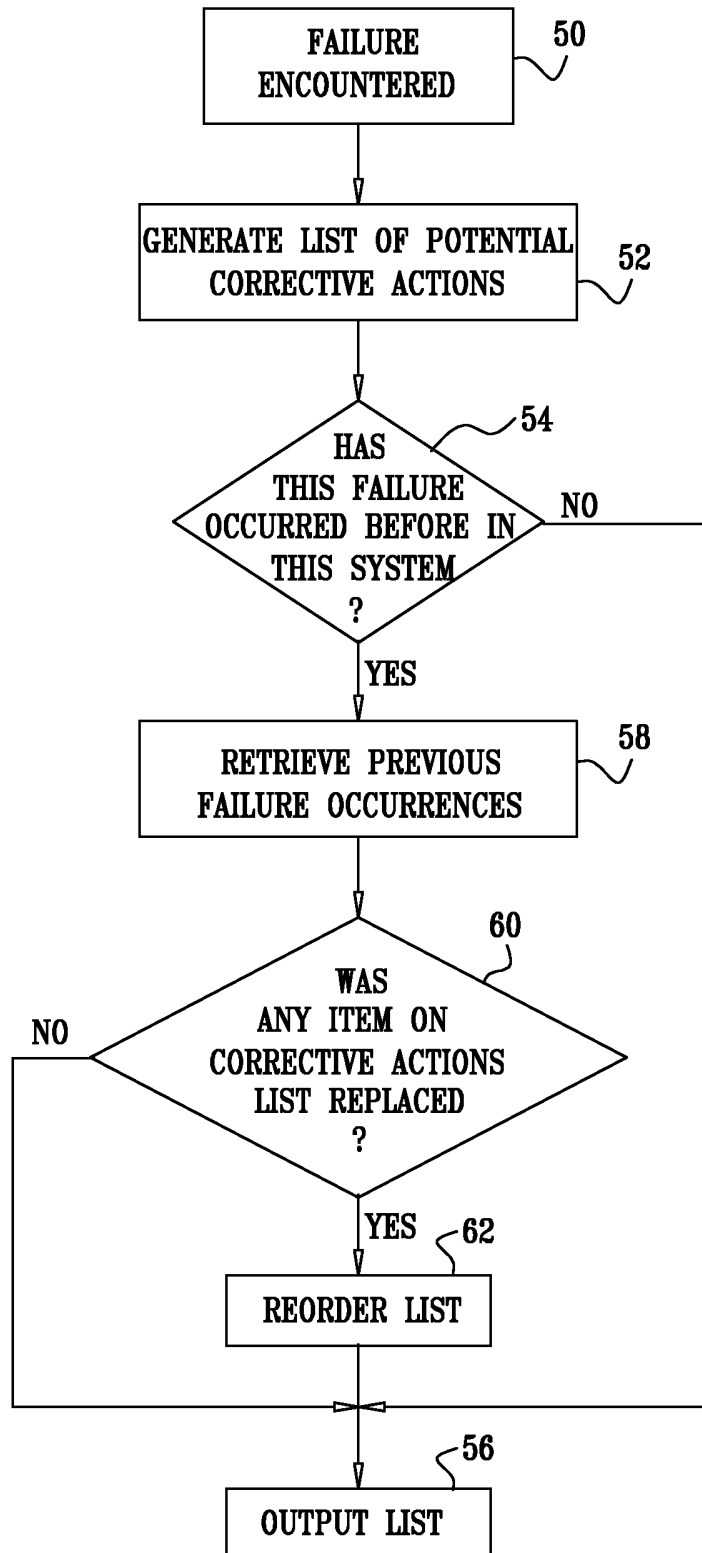 FAILURE
ENCOUNTERED
50
GENERATE LIST OF POTENTIAL
CORRECTIVE ACTIONS
52
54
HAS
THIS FAILURE
OCCURRED BEFORE IN
THIS SYSTEM
?
NO
YES
RETRIEVE PREVIOUS
FAILURE OCCURRENCES
58
60
WAS
ANY ITEM ON
CORRECTIVE ACTIONS
LIST REPLACED
?
NO
YES
62
REORDER LIST
56
OUTPUT LIST